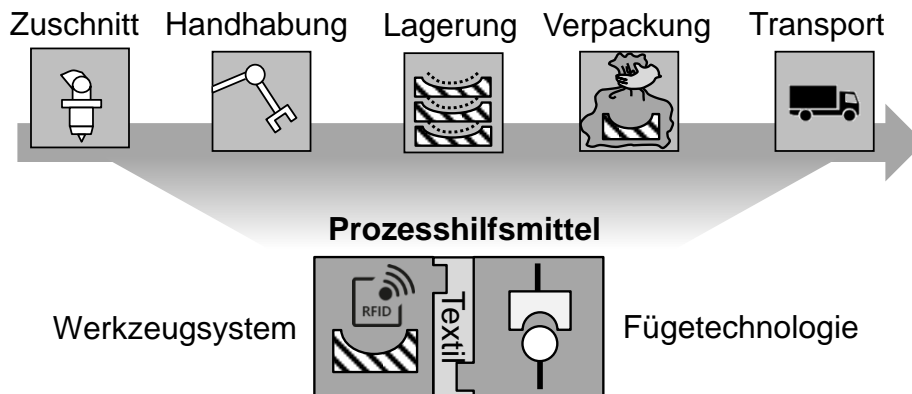 Zuschnitt Handhabung Lagerung Verpackung Transport
Prozesshilfsmittel
RFID
Textil
Werkzeugsystem
Fügetechnologie